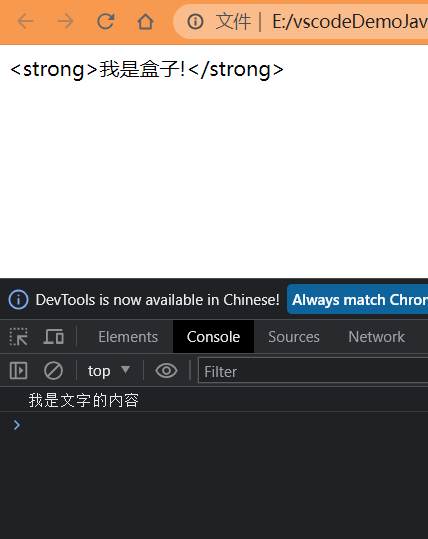 文件 | E:/vscodeDemoJav
<strong>我是盒子!</strong>
DevTools is now available in Chinese! Always match Chron
Elements Console Sources Network
top Filter
我是文字的内容